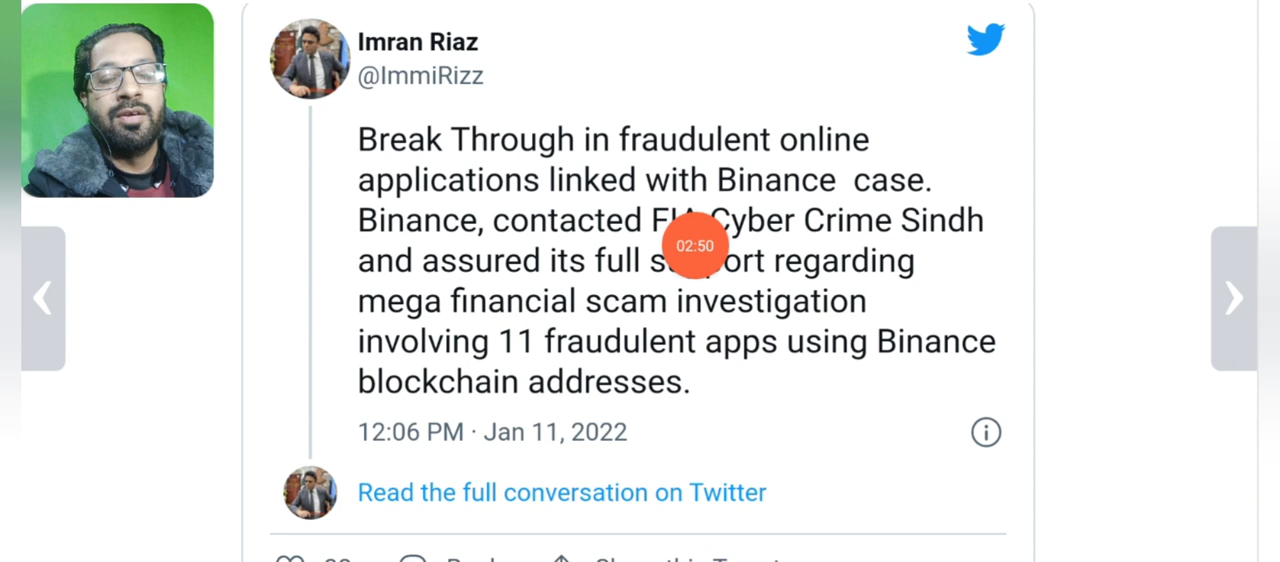 Imran Riaz
@ImmiRizz
Break Through in fraudulent online
applications linked with Binance case.
Binance, contacted Cyber Crime Sindh
02:50
and assured its full regarding
mega financial scam investigation
involving 11 fraudulent apps using Binance
blockchain addresses.
12:06 PM · Jan 11, 2022
Read the full conversation on Twitter